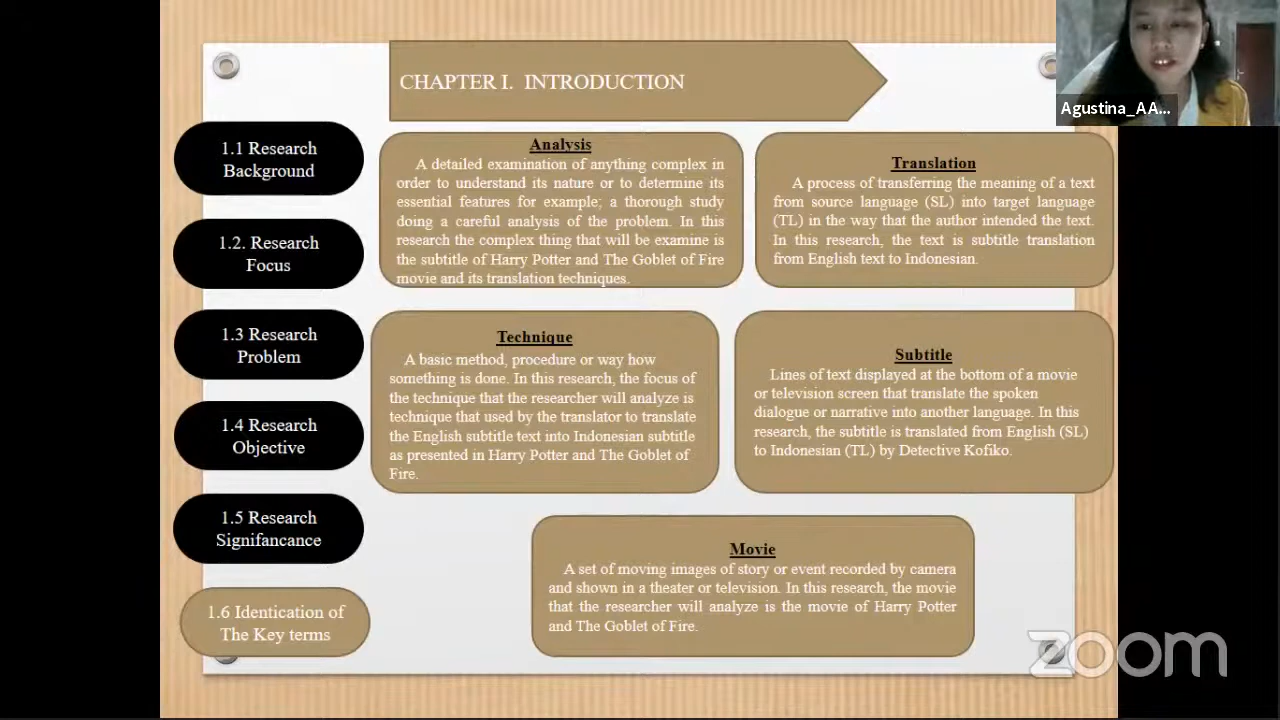 CHAPTER I. INTRODUCTION
Agustina_AA...
1.1 Research
Background
1.2. Research
Focus
1.3 Research
Problem
1.4 Research
Objective
1.5 Research
Signifancance
1.6 Identication of
The Key terms
Analysis
A detailed examination of anything complex in
order to understand its nature or to determine its
essential features for example; a thorough study
doing a careful analysis of the problem. In this
research the complex thing that will be examine is
the subtitle of Harry Potter and The Goblet of Fire
movie and its translation techniques.
Translation
A process of transferring the meaning of a text
from source language (SL) into target language
(TL) in the way that the author intended the text.
In this research, the text is subtitle translation
from English text to Indonesian.
Technique
A basic method, procedure or way how
something is done. In this research, the focus of
the technique that the researcher will analyze is
technique that used by the translator to translate
the English subtitle text into Indonesian subtitle
as presented in Harry Potter and The Goblet of
Fire.
Subtitle
Lines of text displayed at the bottom of a movie
or television screen that translate the spoken
dialogue or narrative into another language. In this
research, the subtitle is translated from English (SL)
to Indonesian (TL) by Detective Kofiko.
Movie
A set of moving images of story or event recorded by camera
and shown in a theater or television. In this research, the movie
that the researcher will analyze is the movie of Harry Potter
and The Goblet of Fire.
zoom